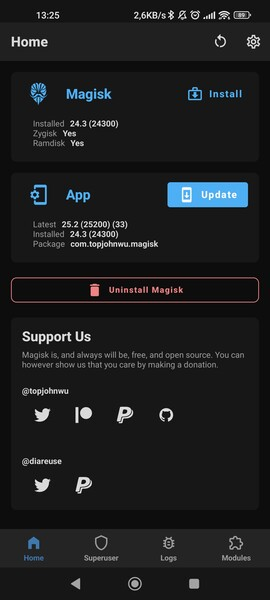 13:25 2,6KB/s 89
Home
Magisk Install
Installed 24.3 (24300)
Zygisk Yes
Ramdisk Yes
App Update
Latest 25.2 (25200) (33)
Installed 24.3 (24300)
Package com.topjohnwu.magisk
Uninstall Magisk
Support Us
Magisk is, and always will be, free, and open source. You can
however show us that you care by making a donation.
@topjohnwu
@diareuse
Home Superuser Logs Modules